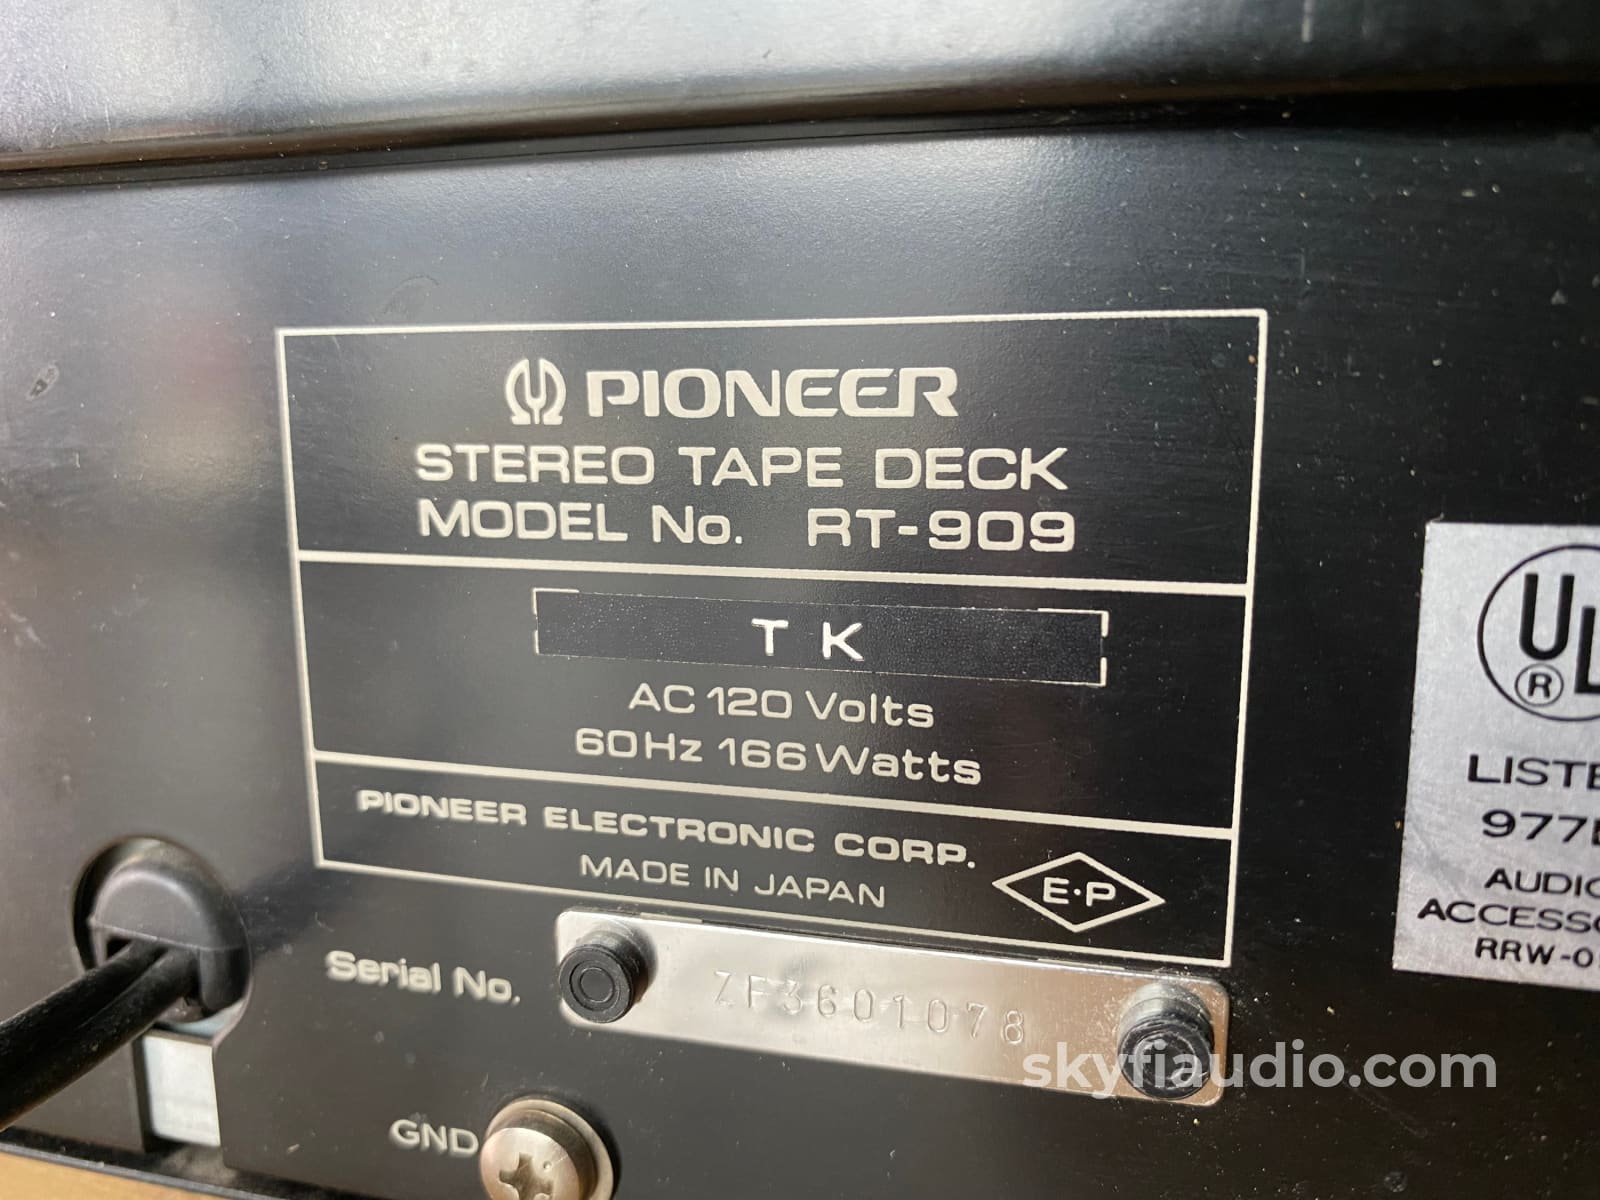 PIONEER
STEREO TAPE DECK
MODEL No. RT-909
T K
AC 120 Volts
60Hz 166 Watts
PIONEER ELECTRONIC CORP.
MADE IN JAPAN
E·P
Serial No. ZF3601078
GND
UL
®
LISTE
977
AUDIO
ACCESSO
RRW-0
skyfiaudio.com